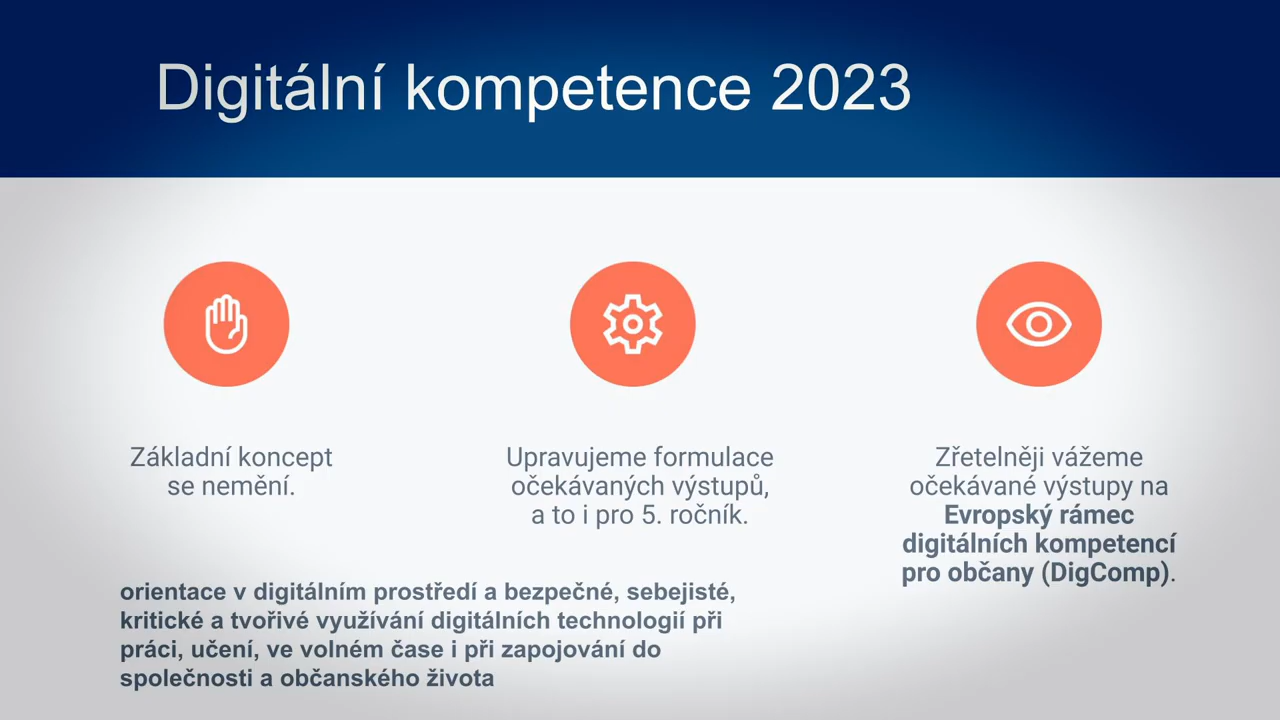 Digitální kompetence 2023
Základní koncept
se nemění.
Upravujeme formulace
očekávaných výstupů,
a to i pro 5. ročník.
Zřetelněji vážeme
očekávané výstupy na
Evropský rámec
digitálních kompetencí
pro občany (DigComp).
orientace v digitálním prostředí a bezpečné, sebejisté,
kritické a tvořivé využívání digitálních technologií při
práci, učení, ve volném čase i při zapojování do
společnosti a občanského života